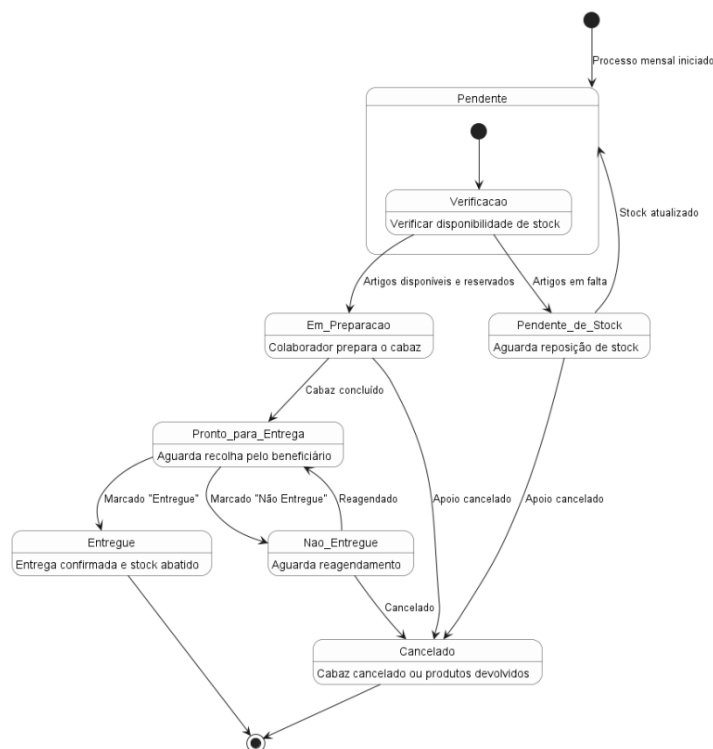 Processo mensal iniciado
Pendente
Verificacao
Verificar disponibilidade de stock
Stock atualizado
Artigos disponíveis e reservados
Artigos em falta
Em_Preparacao
Colaborador prepara o cabaz
Pendente_de_Stock
Aguarda reposição de stock
Cabaz concluído
Pronto_para_Entrega
Aguarda recolha pelo beneficiário
Marcado "Entregue"
Marcado "Não Entregue"
Reagendado
Apoio cancelado
Apoio cancelado
Entregue
Entrega confirmada e stock abatido
Nao_Entregue
Aguarda reagendamento
Cancelado
Cancelado
Cabaz cancelado ou produtos devolvidos